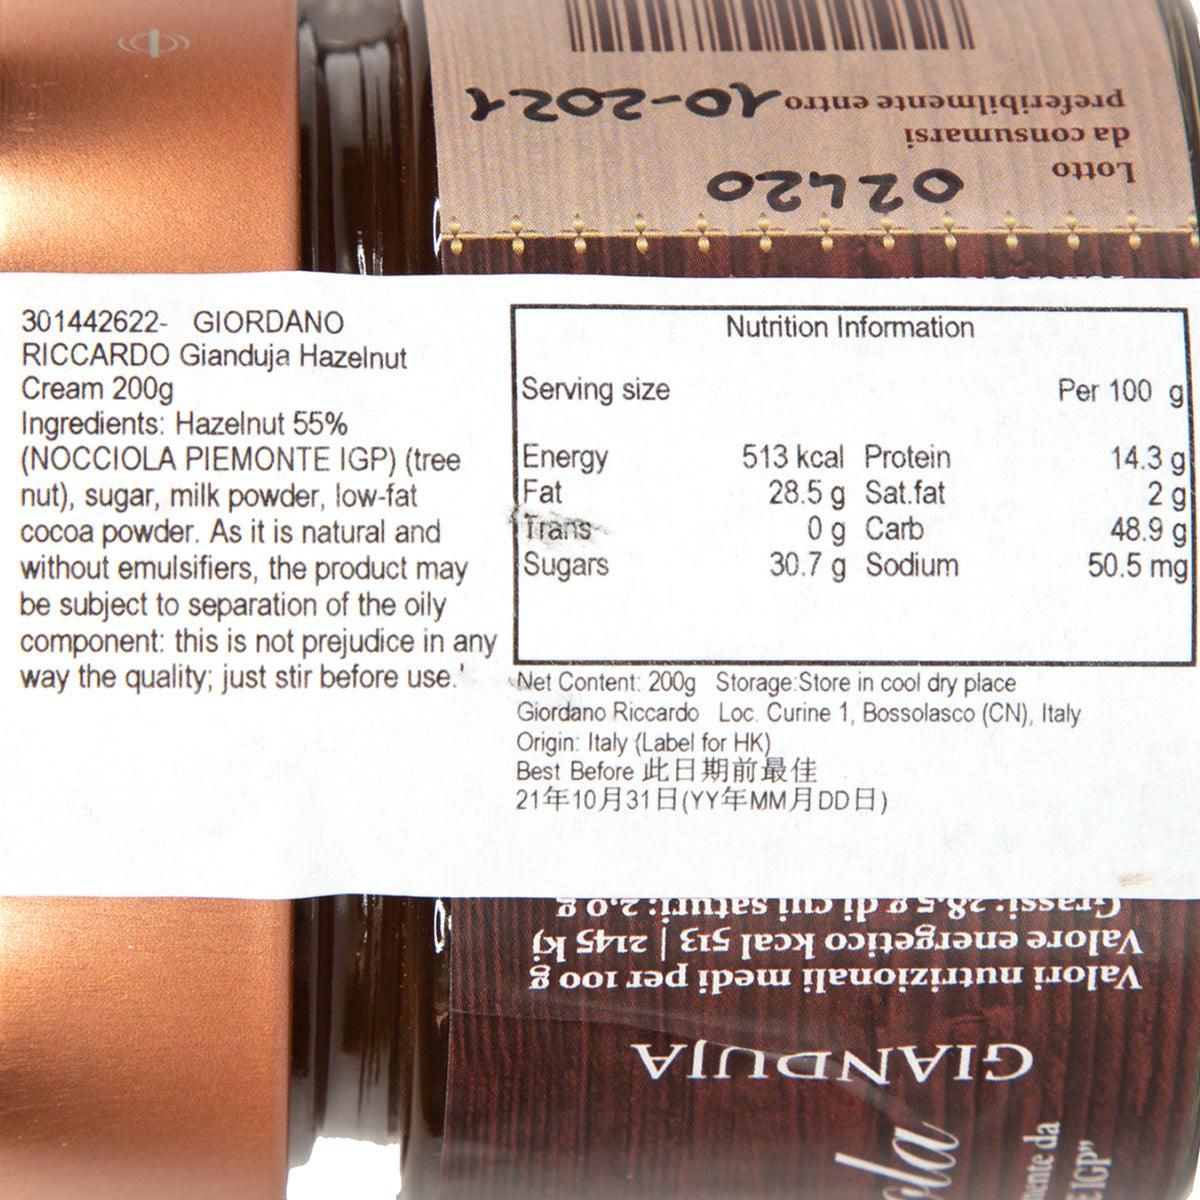 10-2021
preferibilmente entro
da consumarsi
Lotto
02420
301442622- GIORDANO
RICCARDO Gianduja Hazelnut
Cream 200g
Ingredients: Hazelnut 55%
(NOCCIOLA PIEMONTE IGP) (tree
nut), sugar, milk powder, low-fat
cocoa powder. As it is natural and
without emulsifiers, the product may
be subject to separation of the oily
component: this is not prejudice in any
way the quality; just stir before use.
Nutrition Information
Serving size Per 100 g
Energy 513 kcal Protein 14.3 g
Fat 28.5 g Sat.fat 2 g
Trans 0 g Carb 48.9 g
Sugars 30.7 g Sodium 50.5 mg
Net Content: 200g Storage:Store in cool dry place
Giordano Riccardo Loc. Curine 1, Bossolasco (CN), Italy
Origin: Italy (Label for HK)
Best Before 此日期前最佳
21年10月31日(YY年MM月DD日)
Grassi: 28,5 g di cui saturi: 2,0 g
Valore energetico kcal 513 | 2145 kj
Valori nutrizionali medi per 100 g
GIANDUJA
IGP"